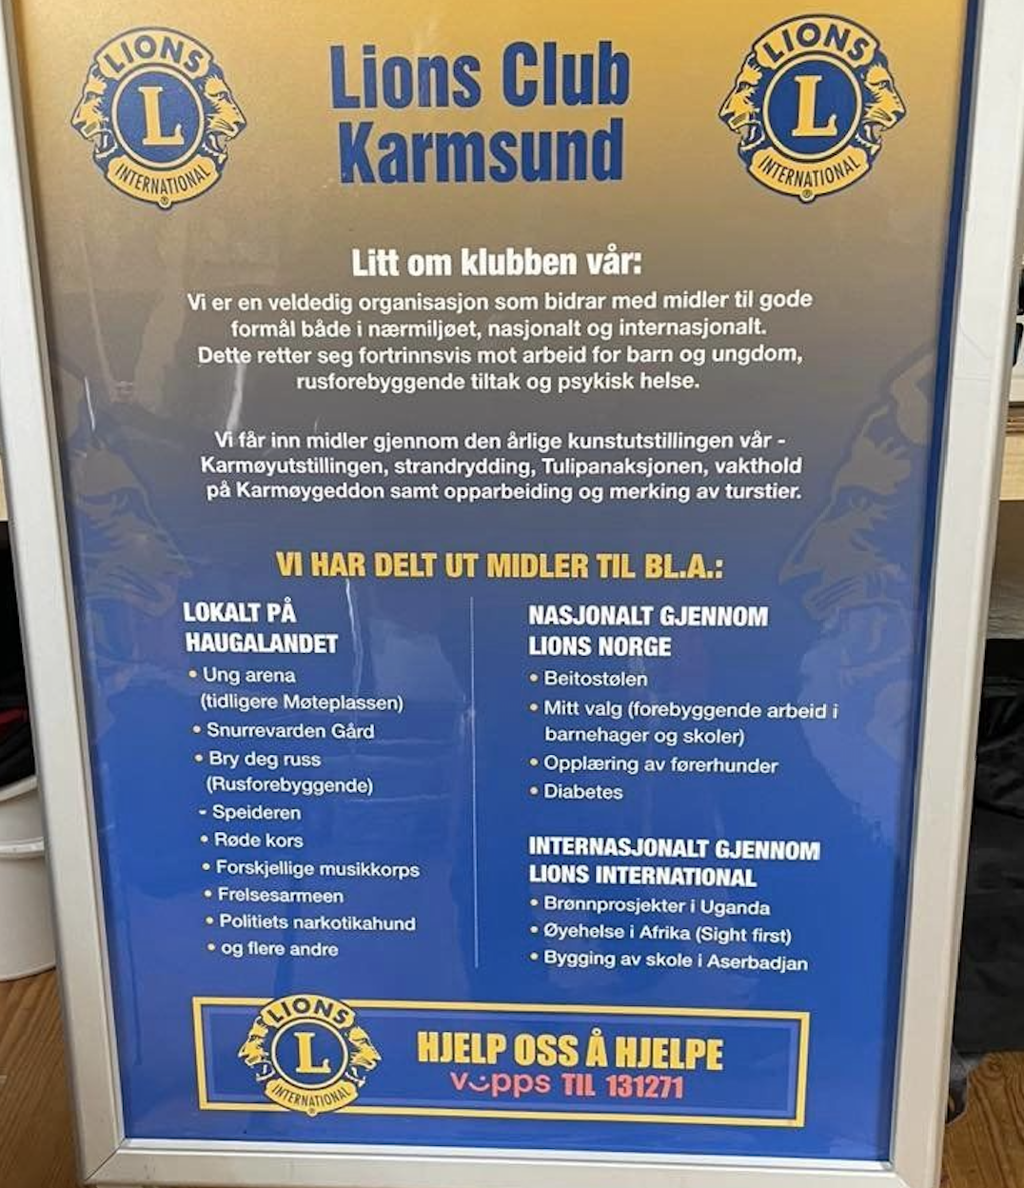 LIONS
L
INTERNATIONAL
®
Lions Club
Karmsund
LIONS
L
INTERNATIONAL
®
Litt om klubben vår:
Vi er en veldedig organisasjon som bidrar med midler til gode
formål både i nærmiljøet, nasjonalt og internasjonalt.
Dette retter seg fortrinnsvis mot arbeid for barn og ungdom,
rusforebyggende tiltak og psykisk helse.
Vi får inn midler gjennom den årlige kunstutstillingen vår -
Karmøyutstillingen, strandrydding, Tulipanaksjonen, vakthold
på Karmøygeddon samt opparbeiding og merking av turstier.
VI HAR DELT UT MIDLER TIL BL.A.:
LOKALT PÅ
HAUGALANDET
• Ung arena
(tidligere Møteplassen)
• Snurrevarden Gård
• Bry deg russ
(Rusforebyggende)
- Speideren
• Røde kors
• Forskjellige musikkorps
• Frelsesarmeen
• Politiets narkotikahund
• og flere andre
NASJONALT GJENNOM
LIONS NORGE
• Beitostølen
• Mitt valg (forebyggende arbeid i
barnehager og skoler)
• Opplæring av førerhunder
• Diabetes
INTERNASJONALT GJENNOM
LIONS INTERNATIONAL
• Brønnprosjekter i Uganda
• Øyehelse i Afrika (Sight first)
• Bygging av skole i Aserbadjan
LIONS
L
INTERNATIONAL
®
HJELP OSS Å HJELPE
vipps TIL 131271